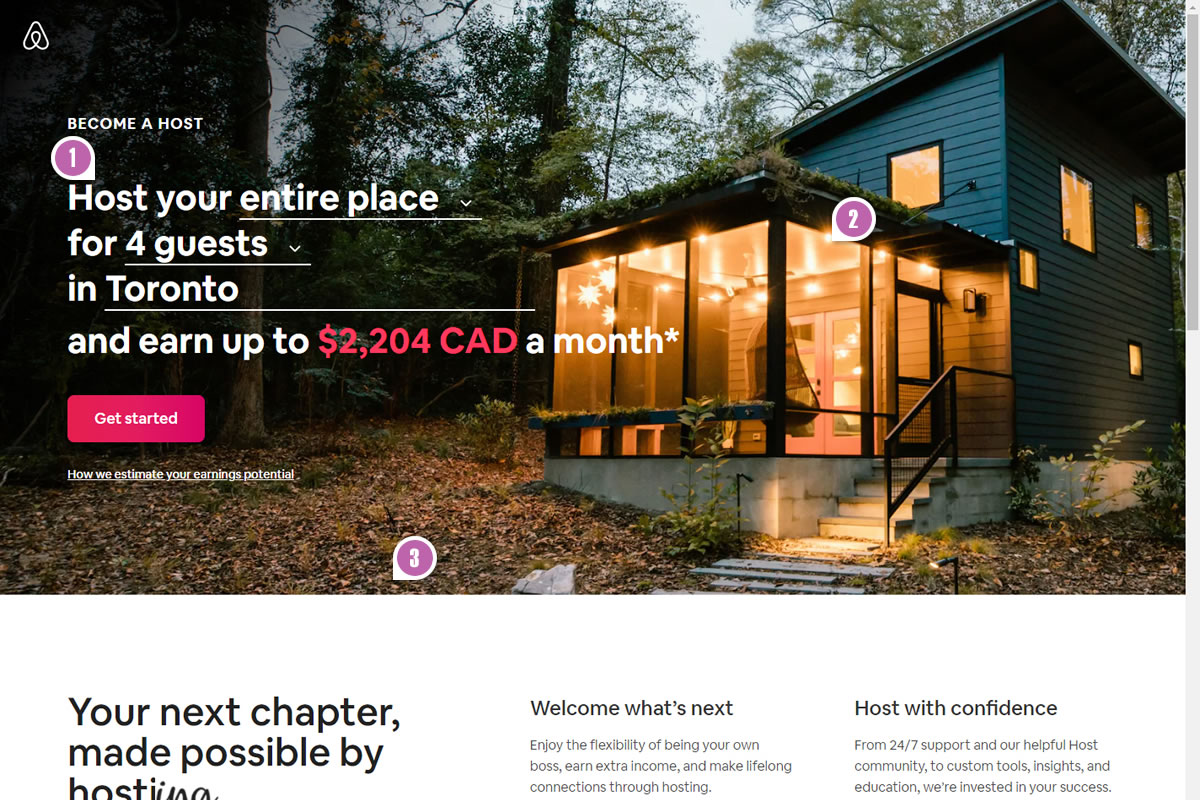 BECOME A HOST
1
Host your entire place
2
for 4 guests
in Toronto
and earn up to $2,204 CAD a month*
Get started
How we estimate your earnings potential
3
Your next chapter,
made possible by
hosting
Welcome what's next
Enjoy the flexibility of being your own
boss, earn extra income, and make lifelong
connections through hosting.
Host with confidence
From 24/7 support and our helpful Host
community, to custom tools, insights, and
education, we're invested in your success.